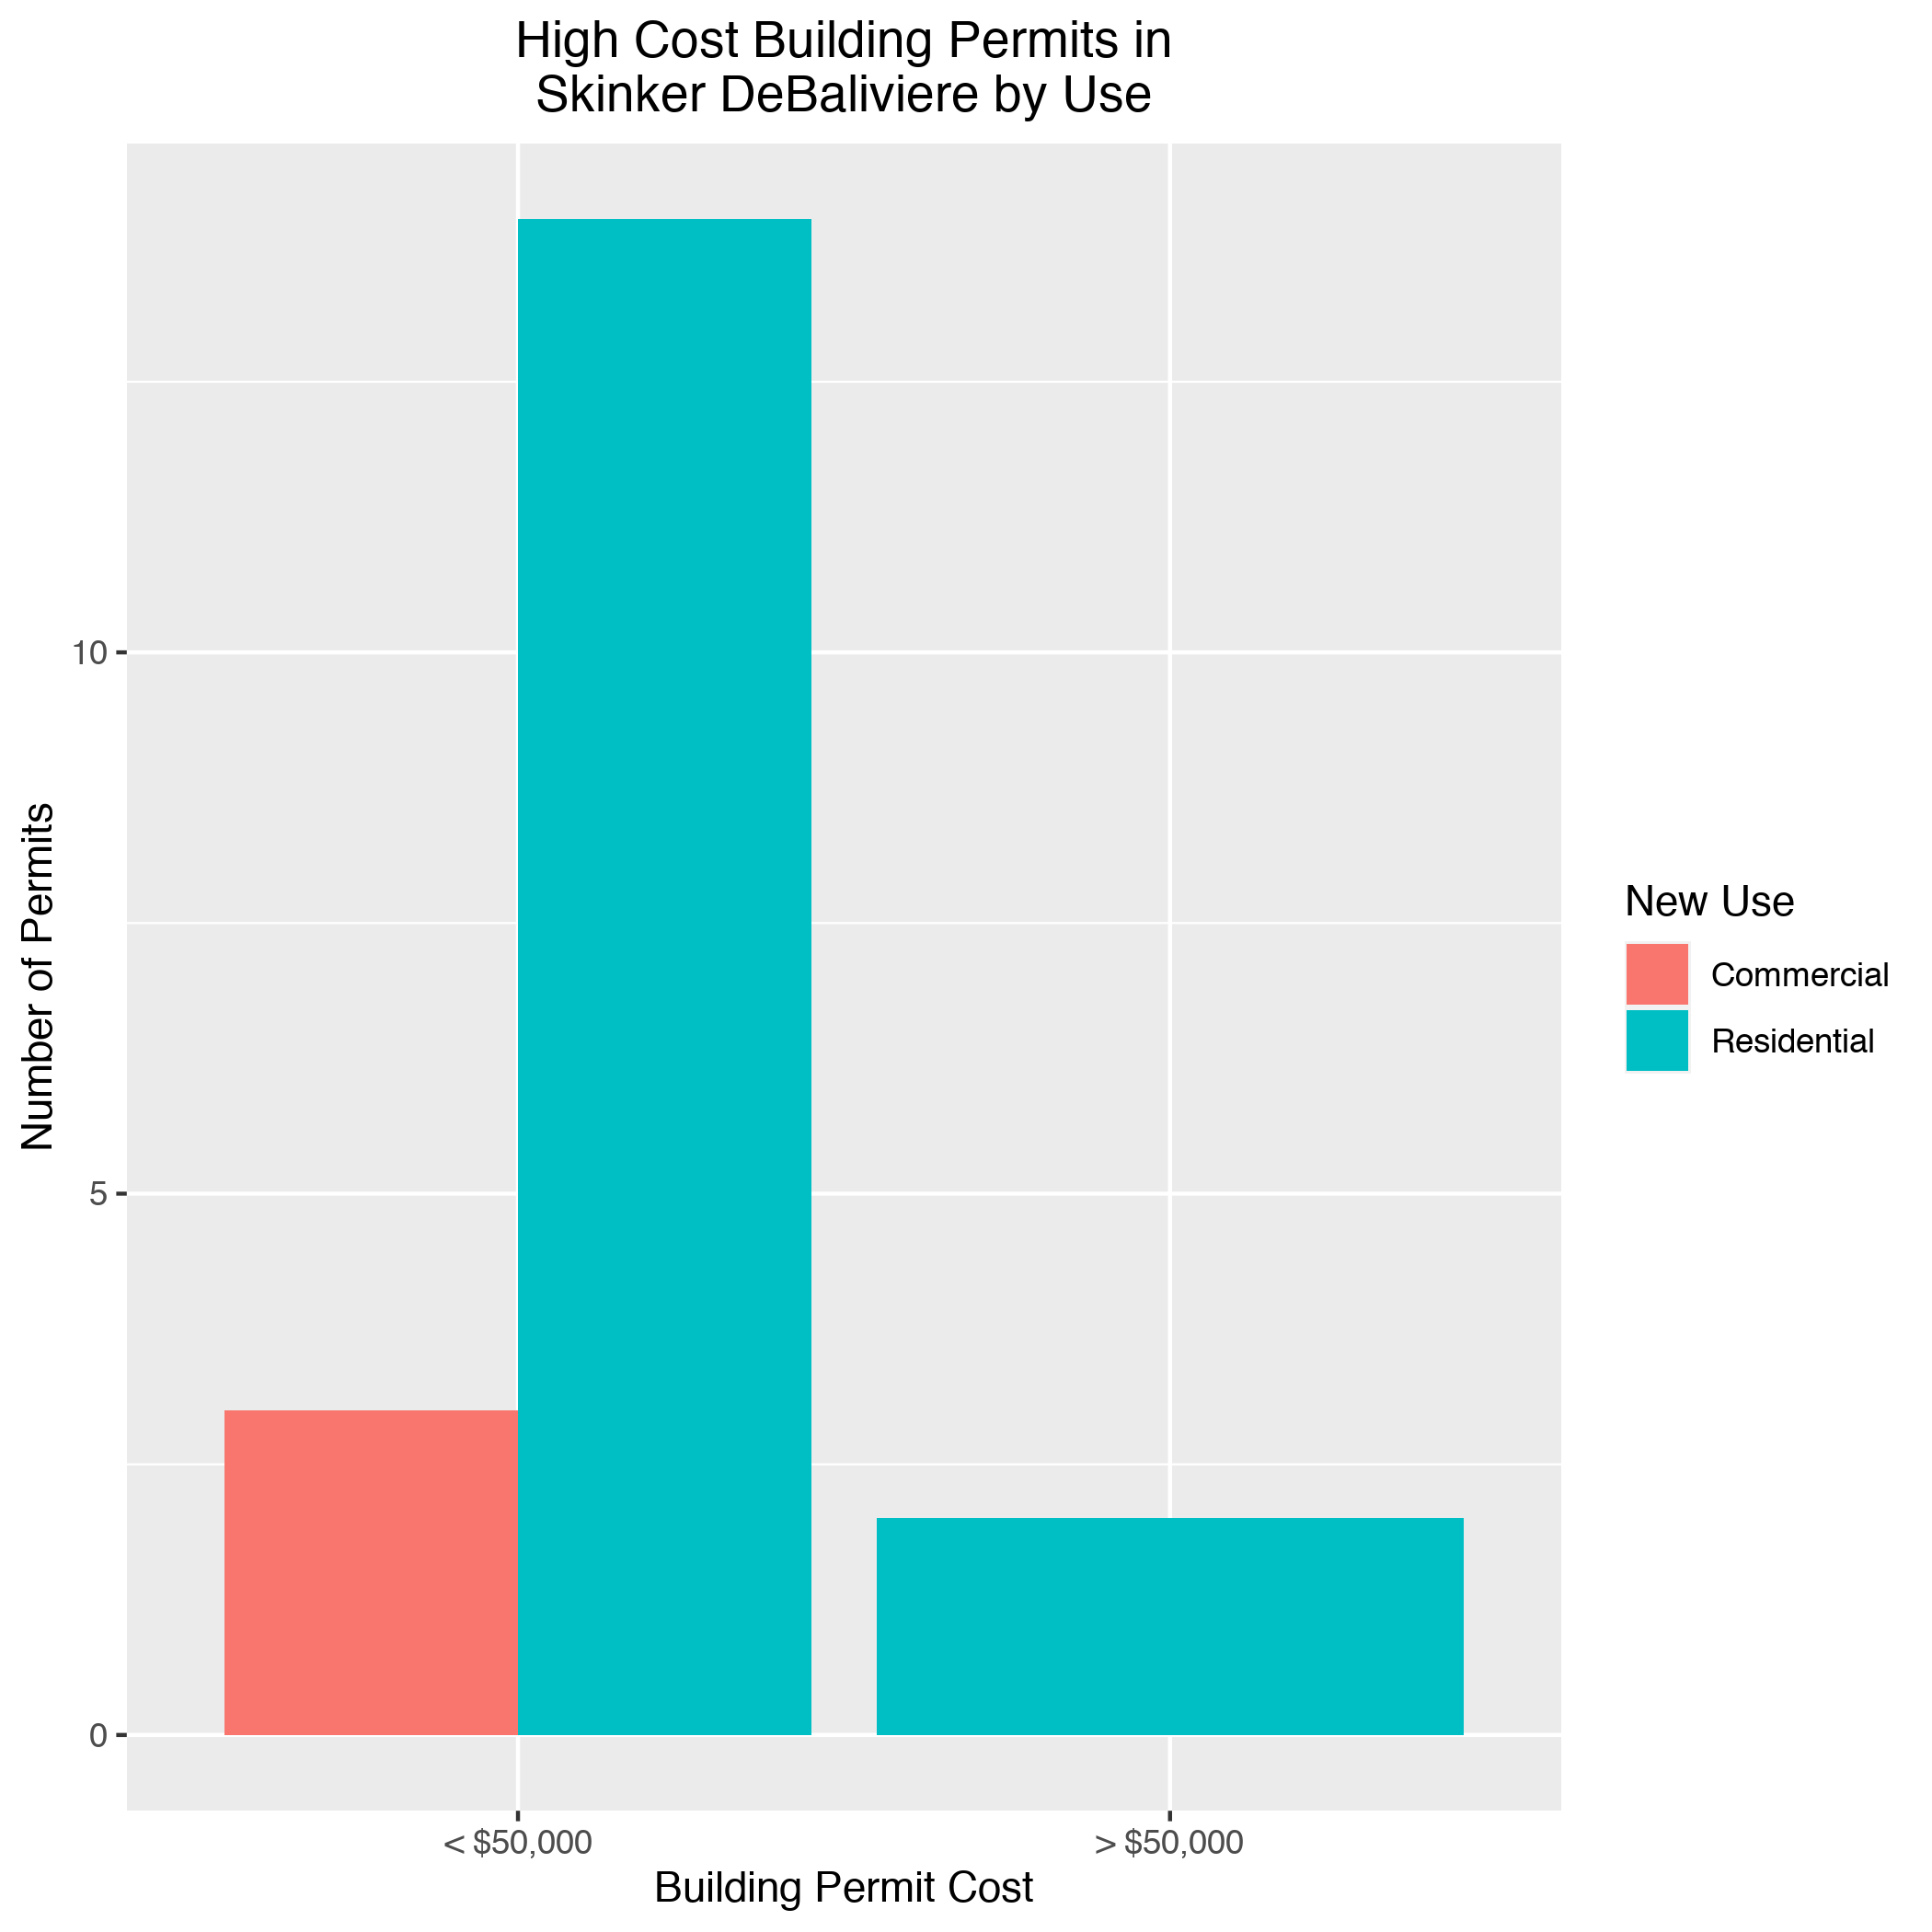 High Cost Building Permits in
Skinker DeBaliviere by Use
Number of Permits
10
5
0
< $50,000
> $50,000
Building Permit Cost
New Use
Commercial
Residential